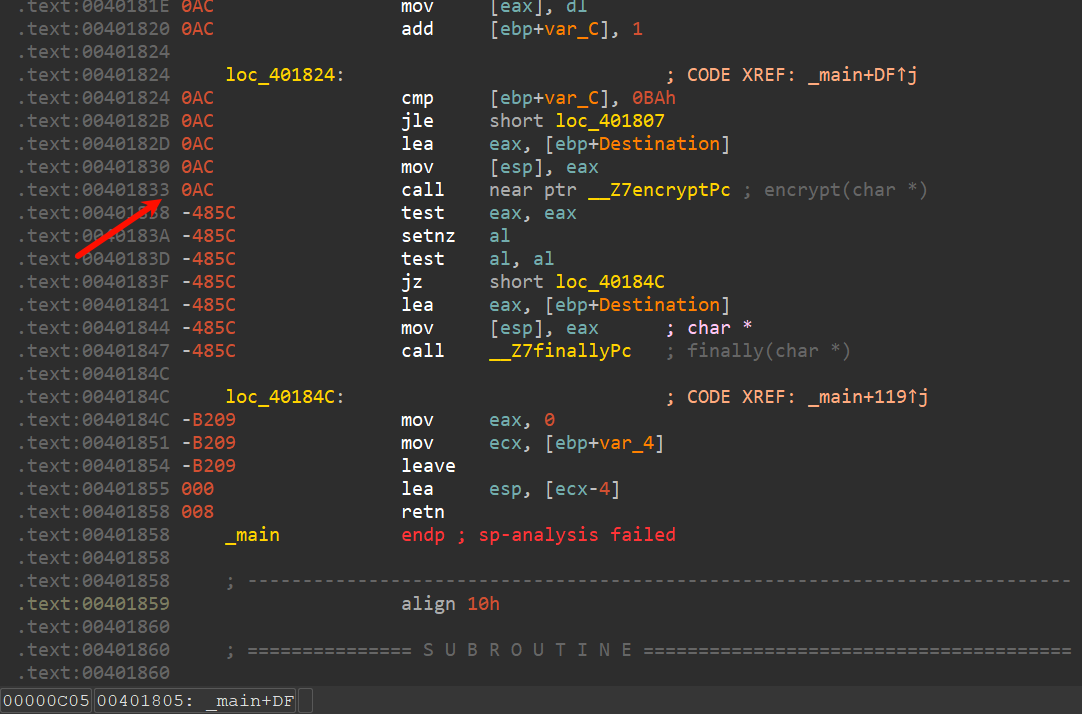 .text:0040181E 0AC mov [eax], dl
.text:00401820 0AC add [ebp+var_C], 1
.text:00401824
.text:00401824 loc_401824: ; CODE XREF: _main+DF↑j
.text:00401824 0AC cmp [ebp+var_C], 0BAh
.text:0040182B 0AC jle short loc_401807
.text:0040182D 0AC lea eax, [ebp+Destination]
.text:00401830 0AC mov [esp], eax
.text:00401833 0AC call near ptr __Z7encryptPc ; encrypt(char *)
.text:00401838 -485C test eax, eax
.text:0040183A -485C setnz al
.text:0040183D -485C test al, al
.text:0040183F -485C jz short loc_40184C
.text:00401841 -485C lea eax, [ebp+Destination]
.text:00401844 -485C mov [esp], eax ; char *
.text:00401847 -485C call __Z7finallyPc ; finally(char *)
.text:0040184C
.text:0040184C loc_40184C: ; CODE XREF: _main+119↑j
.text:0040184C -B209 mov eax, 0
.text:00401851 -B209 mov ecx, [ebp+var_4]
.text:00401854 -B209 leave
.text:00401855 000 lea esp, [ecx-4]
.text:00401858 008 retn
.text:00401858 _main endp ; sp-analysis failed
.text:00401858
.text:00401858 ; ---------------------------------------------------------------------------
.text:00401859 align 10h
.text:00401860
.text:00401860 ; =============== S U B R O U T I N E =======================================
.text:00401860
00000C05 00401805: _main+DF